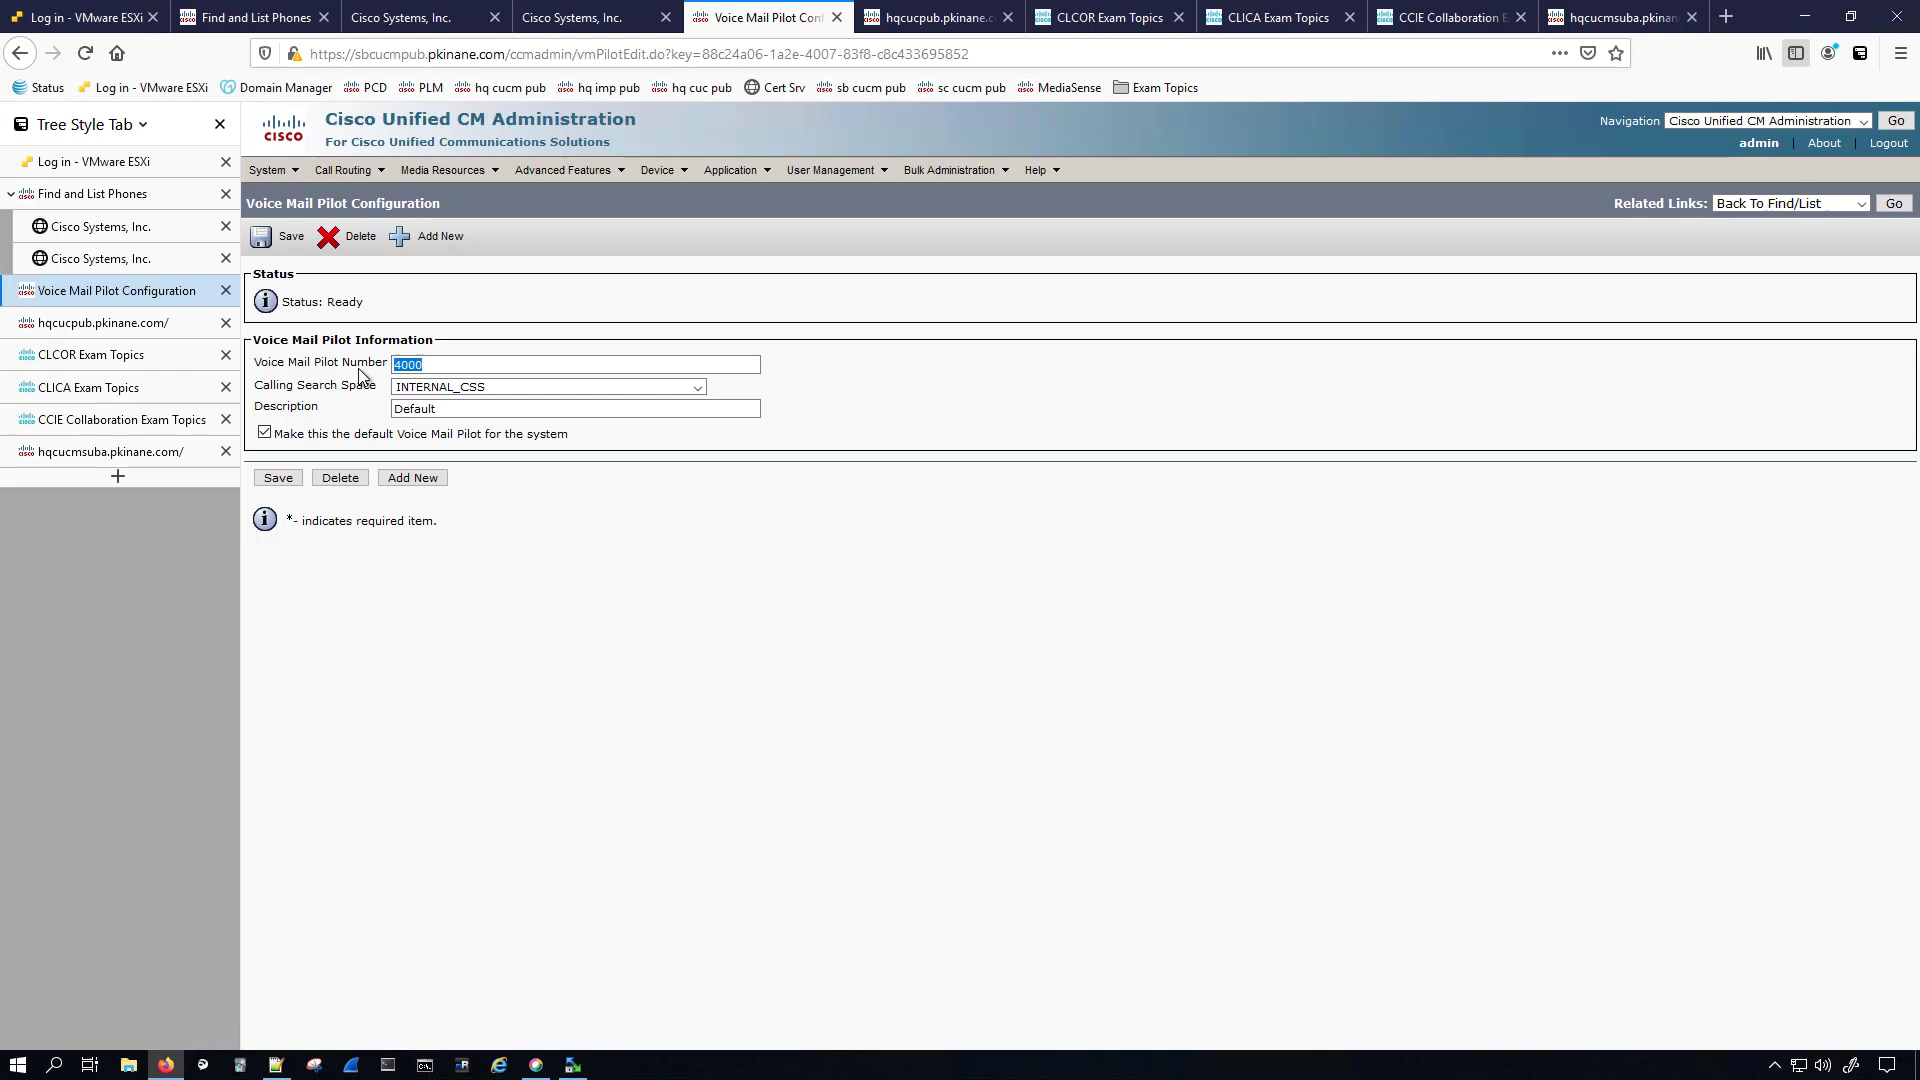 Log in - VMware ESXi
Find and List Phones
Cisco Systems, Inc.
Cisco Systems, Inc.
Voice Mail Pilot Conf
hqcucpub.pkinane.c
CLCOR Exam Topics
CLICA Exam Topics
CCIE Collaboration E
hqcucmsuba.pkinan
https://sbcucmpub.pkinane.com/ccmadmin/vmPilotEdit.do?key=88c24a06-1a2e-4007-83f8-c8c433695852
Status
Log in - VMware ESXi
Domain Manager
PCD
PLM
hq cucm pub
hq imp pub
hq cuc pub
Cert Srv
sb cucm pub
sc cucm pub
MediaSense
Exam Topics
Tree Style Tab
Log in - VMware ESXi
Find and List Phones
Cisco Systems, Inc.
Cisco Systems, Inc.
Voice Mail Pilot Configuration
hqcucpub.pkinane.com/
CLCOR Exam Topics
CLICA Exam Topics
CCIE Collaboration Exam Topics
hqcucmsuba.pkinane.com/
CISCO
Cisco Unified CM Administration
For Cisco Unified Communications Solutions
Navigation Cisco Unified CM Administration Go
admin | About | Logout
System Call Routing Media Resources Advanced Features Device Application User Management Bulk Administration Help
Voice Mail Pilot Configuration
Related Links: Back To Find/List Go
Save Delete Add New
Status
Status: Ready
Voice Mail Pilot Information
Voice Mail Pilot Number 4000
Calling Search Space INTERNAL_CSS
Description Default
Make this the default Voice Mail Pilot for the system
Save Delete Add New
*- indicates required item.